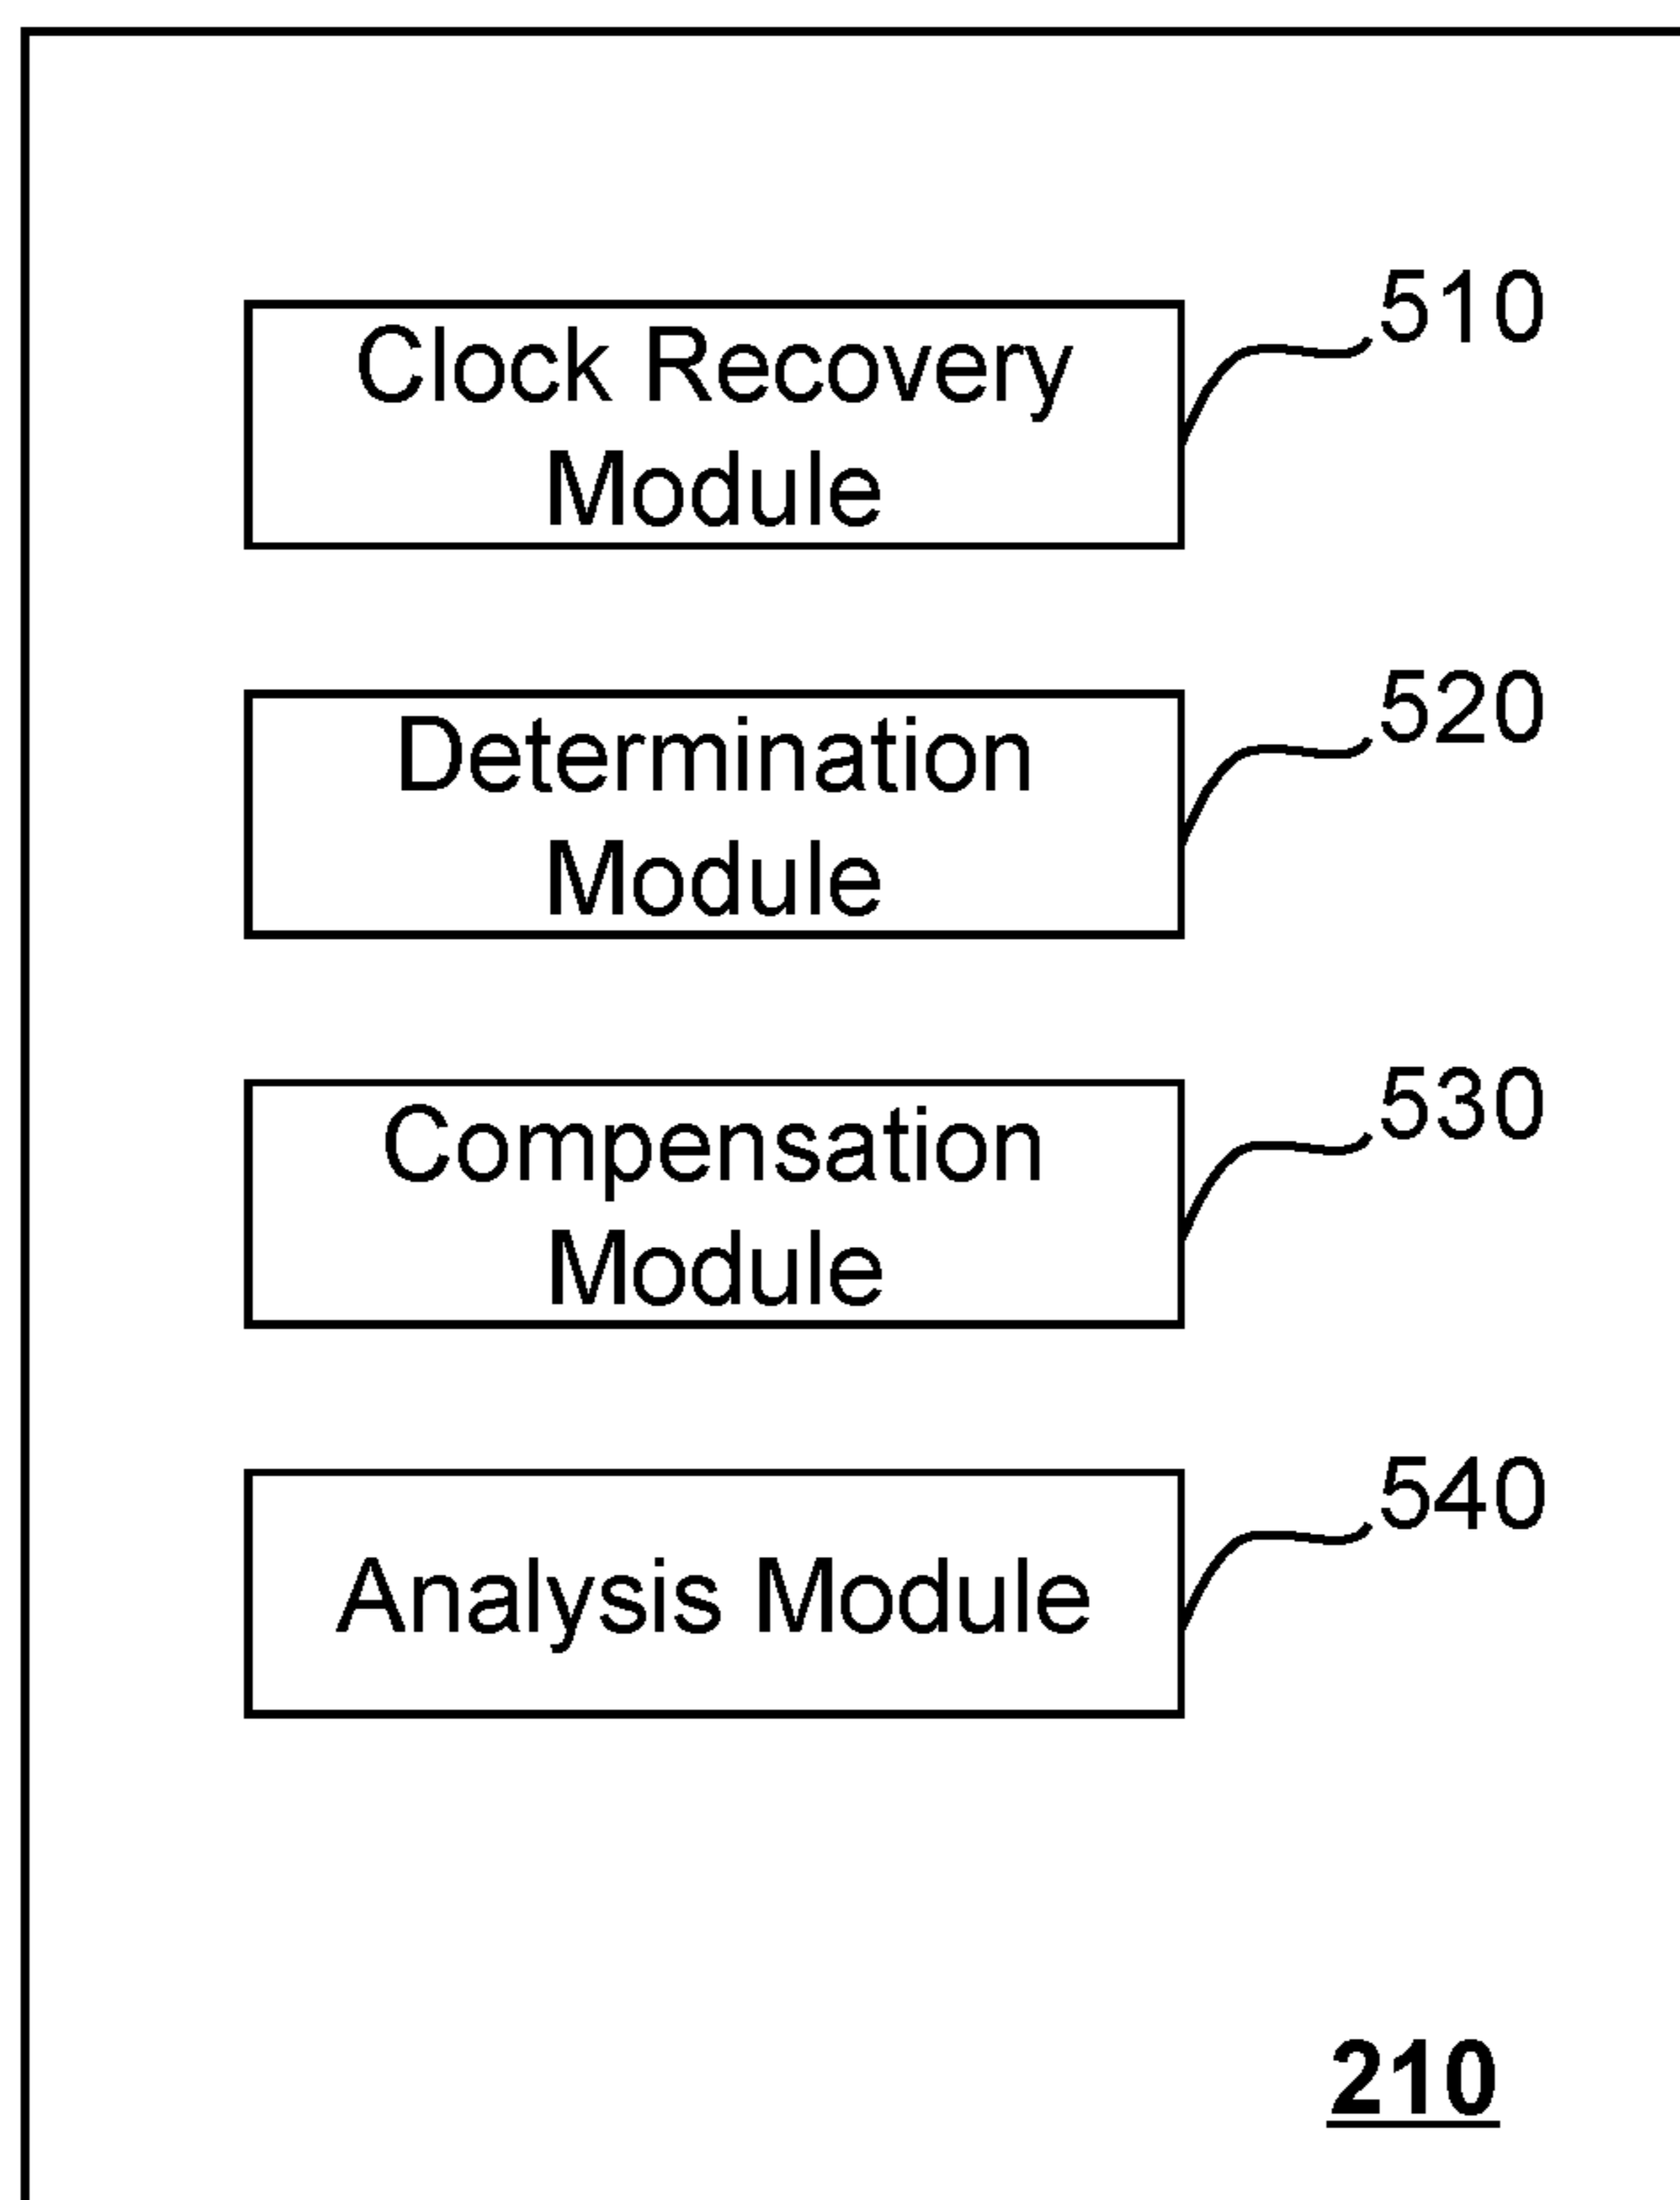 510
Clock Recovery
Module
520
Determination
Module
530
Compensation
Module
540
Analysis Module
210